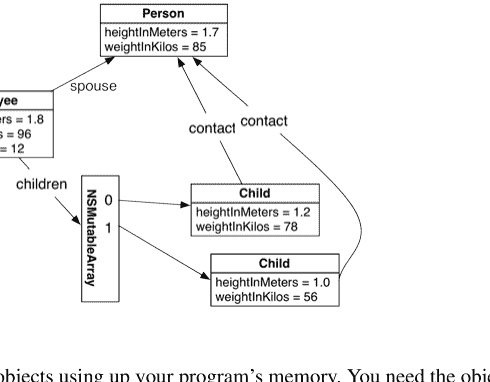 Person
heightInMeters = 1.7
weightInKilos = 85
spouse
yee
ers = 1.8
s = 96
= 12
contact
contact
children
NSMutableArray
0
1
Child
heightInMeters = 1.2
weightInKilos = 78
Child
heightInMeters = 1.0
weightInKilos = 56
objects using up your program's memory. You need the obje